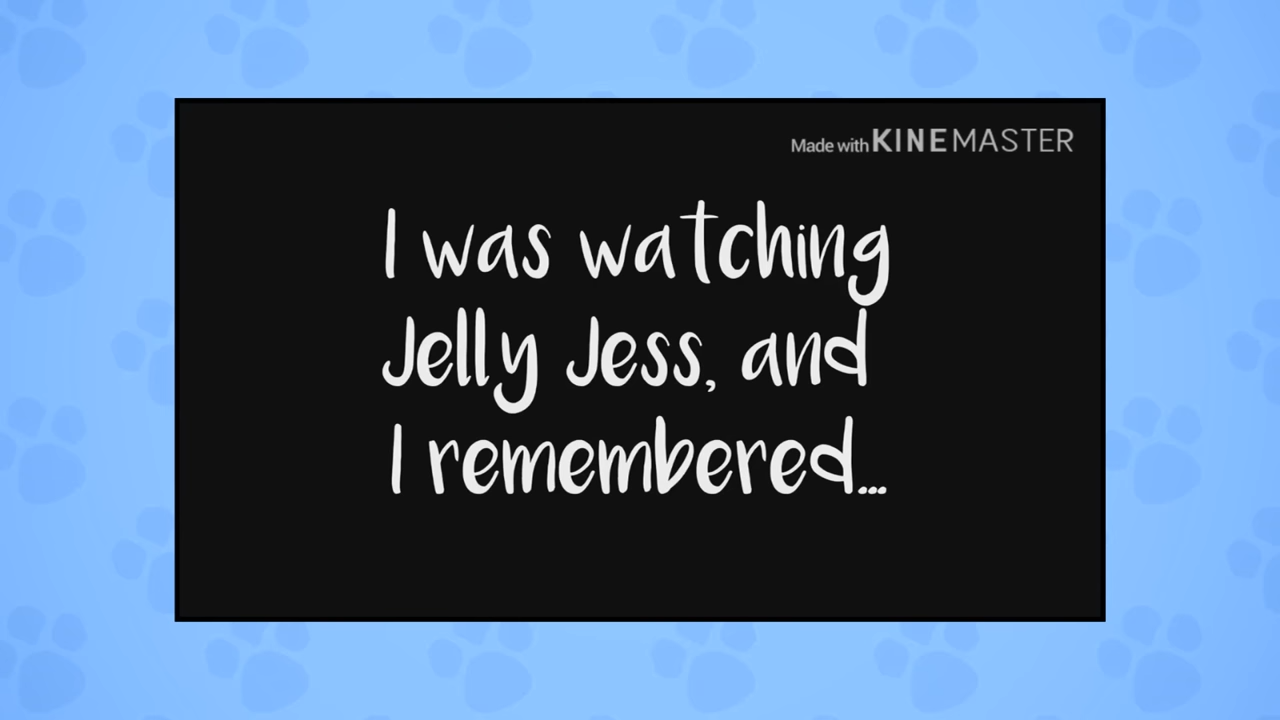 Made with KINEMASTER
I was watching
Jelly Jess, and
I remembered...